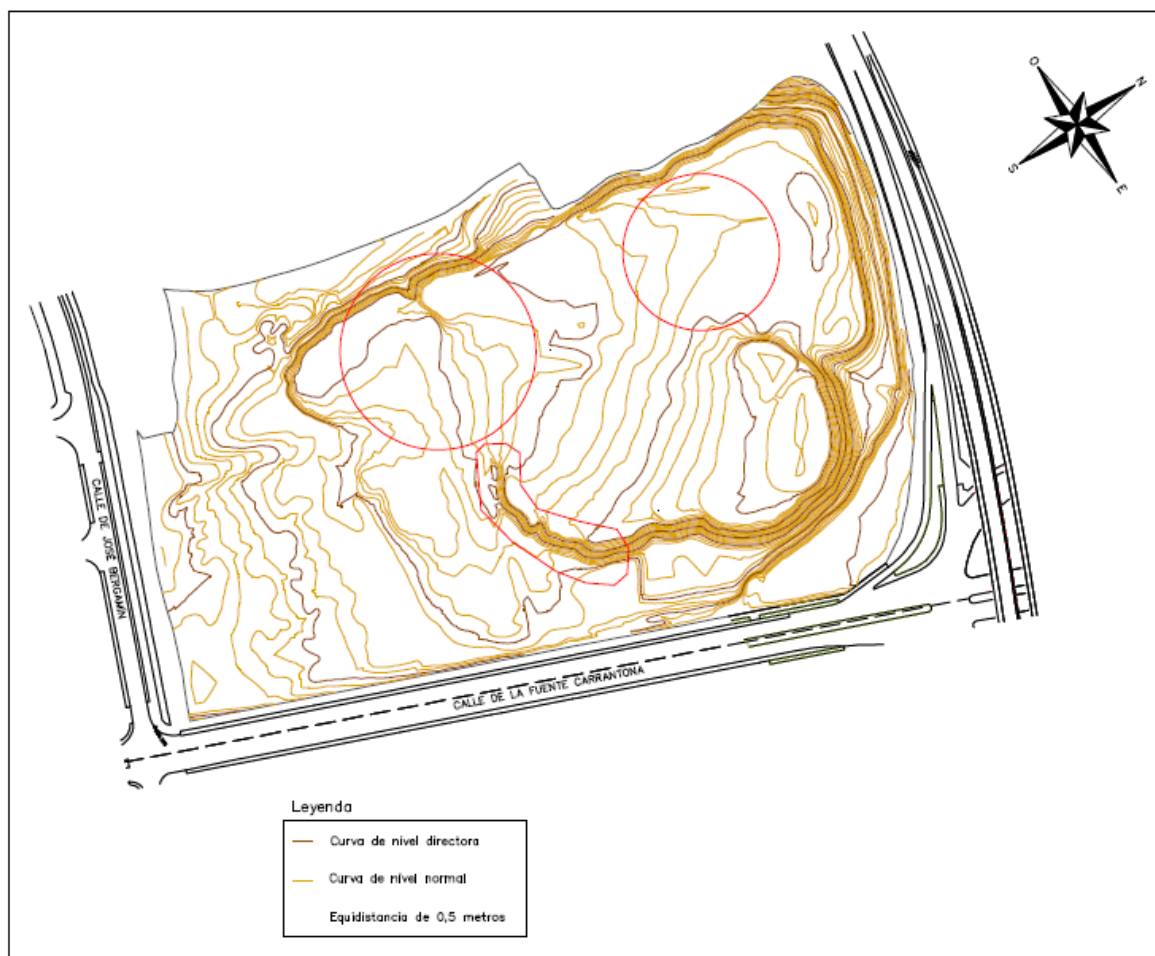 O
N
S
E
CALLE DE JOSÉ BERGAMÍN
CALLE DE LA FUENTE CARRANTONA
Leyenda
Curva de nivel directora
Curva de nivel normal
Equidistancia de 0,5 metros